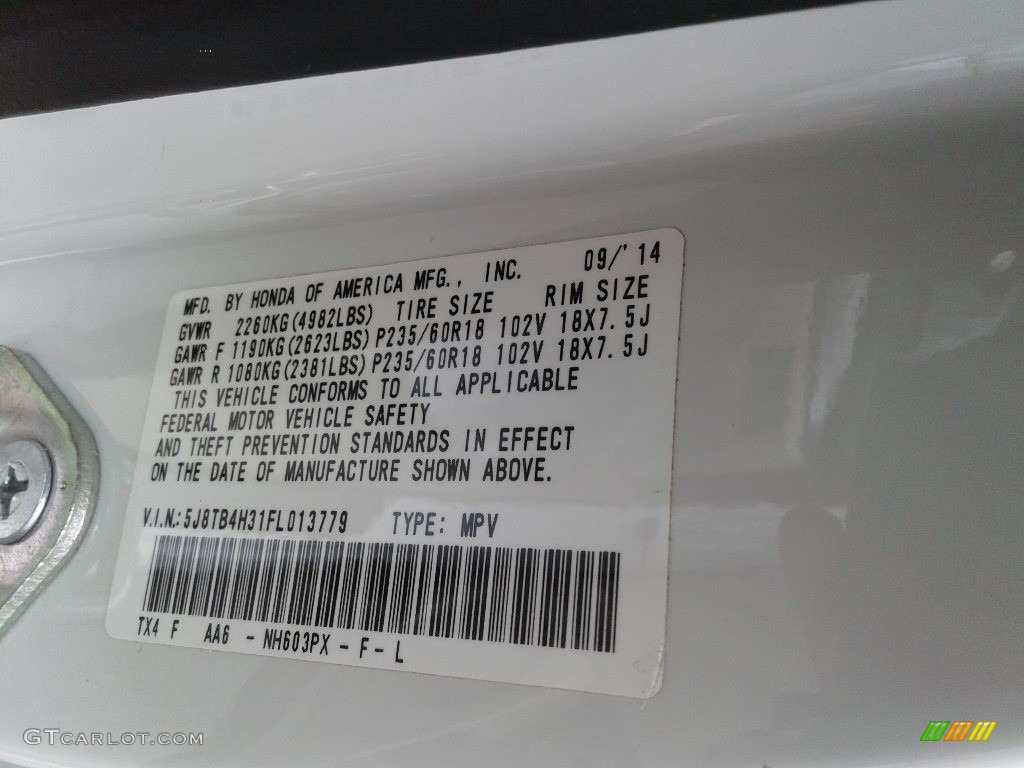 MFD. BY HONDA OF AMERICA MFG., INC. 09/'14
GVWR 2260KG(4982LBS) TIRE SIZE RIM SIZE
GAWR F 1190KG(2623LBS) P235/60R18 102V 18X7.5J
GAWR R 1080KG(2381LBS) P235/60R18 102V 18X7.5J
THIS VEHICLE CONFORMS TO ALL APPLICABLE
FEDERAL MOTOR VEHICLE SAFETY
AND THEFT PREVENTION STANDARDS IN EFFECT
ON THE DATE OF MANUFACTURE SHOWN ABOVE.
V.I.N.: 5J8TB4H31FL013779 TYPE: MPV
TX4 F AA6 - NH603PX - F - L
GTCARLOT.COM